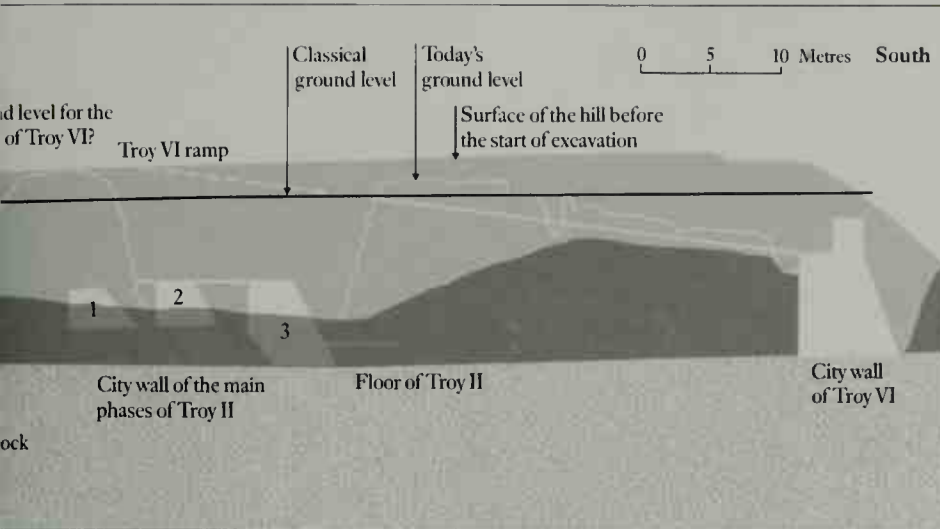 Classical
ground level
Today's
ground level
0 5 10 Metres South
Surface of the hill before
the start of excavation
level for the
of Troy VI?
Troy VI ramp
1
2
3
City wall of the main
phases of Troy II
Floor of Troy II
City wall
of Troy VI